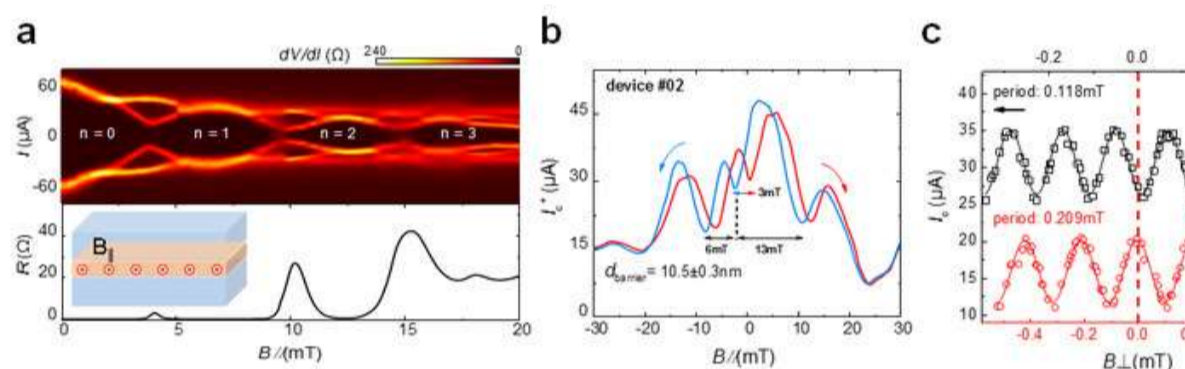 a
dV/dI (Ω)
240
0
60
0
-60
I (μA)
n = 0
n = 1
n = 2
n = 3
40
20
0
R(Ω)
B∥
0
5
10
15
20
B//(mT)
b
device #02
45
30
15
0
I c + (μA)
3mT
6mT
13mT
d barrier = 10.5±0.3nm
-30
-20
-10
0
10
20
30
B//(mT)
c
-0.2
0.0
period: 0.118mT
40
35
30
25
20
15
10
I c (μA)
period: 0.209mT
-0.4
-0.2
0.0
B⊥(mT)